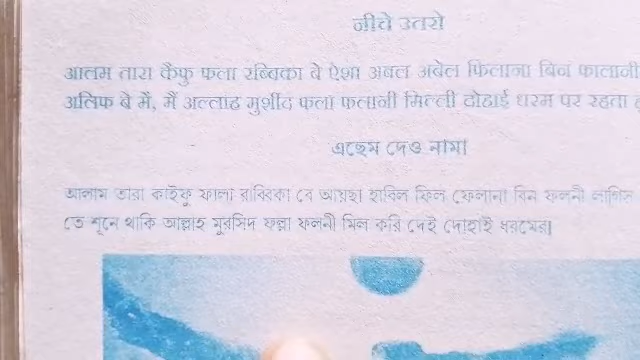 नीचे उतरो
आलम तारा कैफु फला रब्बिका बे ऐशा अबल अबेल फिलाना बिन फालानी
अलिफ बे में, मैं अल्लाह मुर्शीद फला फलानी मिल्ली दोहाई धरम पर रहता
এছেম দেও নামা
আলাম তারা কাইফু ফালা রাব্বিকা বে আয়শা হাবিল ফিল ফেলানা বিন ফলনী লাগিল
তে শূনে থাকি আল্লাহ মূরসিদ ফল্লা ফলনী মিল করি দেই দোহাই ধরমের।